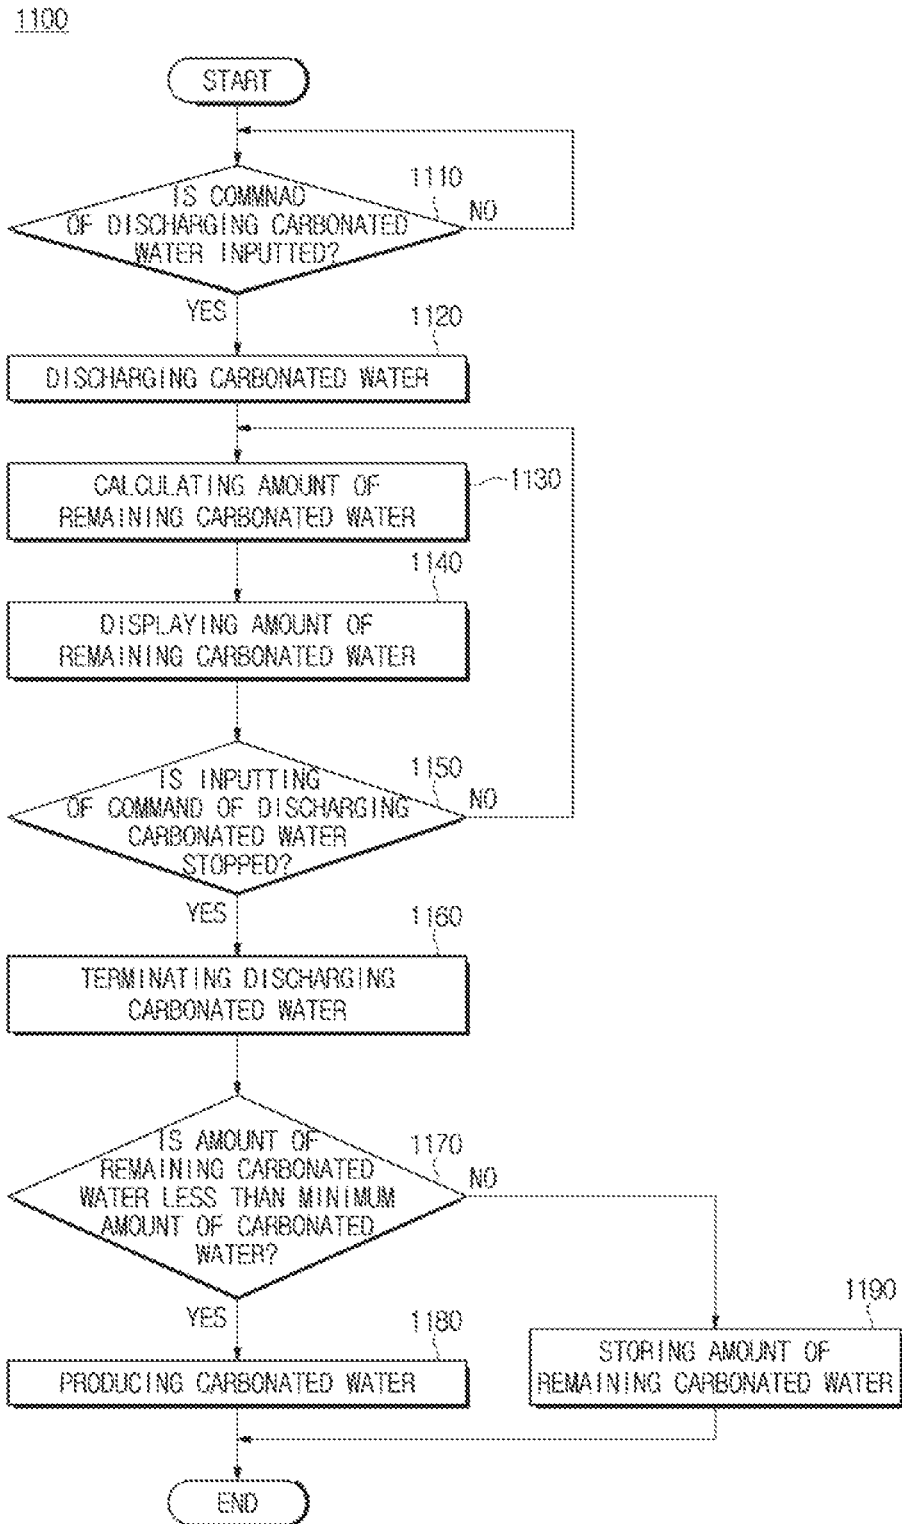 1100
START
1110
IS COMMNAD
OF DISCHARGING CARBONATED
WATER INPUTTED?
NO
YES
1120
DISCHARGING CARBONATED WATER
CALCULATING AMOUNT OF
REMAINING CARBONATED WATER
1130
1140
DISPLAYING AMOUNT OF
REMAINING CARBONATED WATER
1150
IS INPUTTING
OF COMMAND OF DISCHARGING
CARBONATED WATER
STOPPED?
NO
YES
1160
TERMINATING DISCHARGING
CARBONATED WATER
1170
IS AMOUNT OF
REMAINING CARBONATED
WATER LESS THAN MINIMUM
AMOUNT OF CARBONATED
WATER?
NO
YES
1180
PRODUCING CARBONATED WATER
1190
STORING AMOUNT OF
REMAINING CARBONATED WATER
END